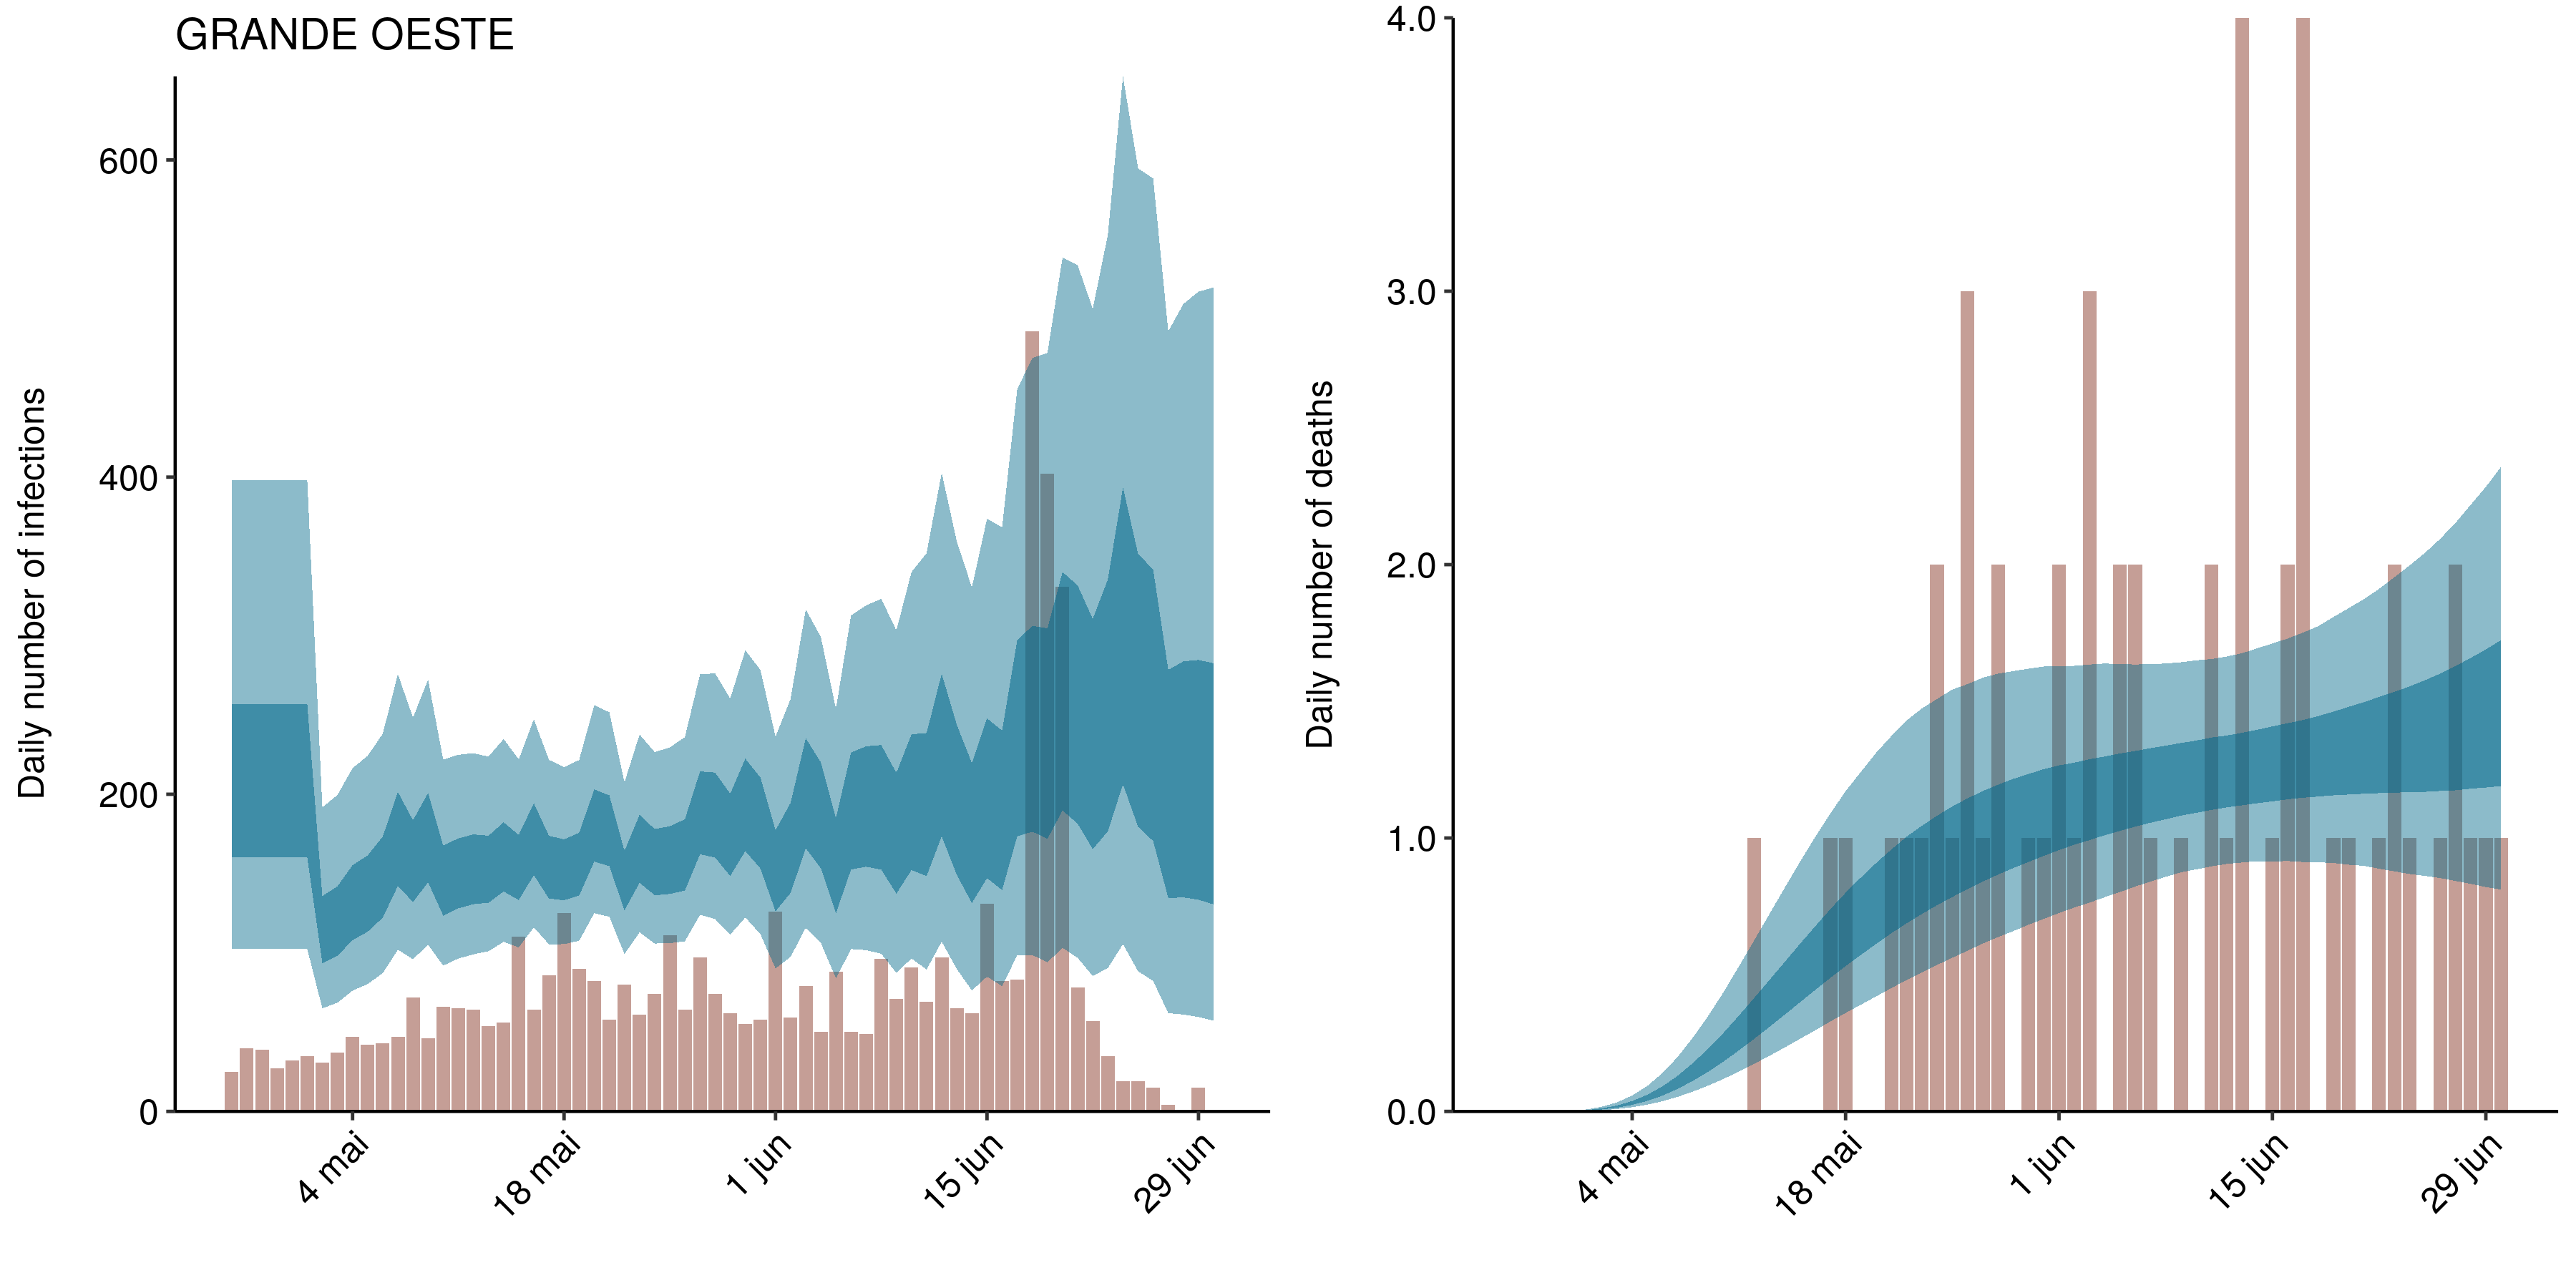 GRANDE OESTE
Daily number of infections
600
400
200
0
4 mai
18 mai
1 jun
15 jun
29 jun
Daily number of deaths
4.0
3.0
2.0
1.0
0.0
4 mai
18 mai
1 jun
15 jun
29 jun